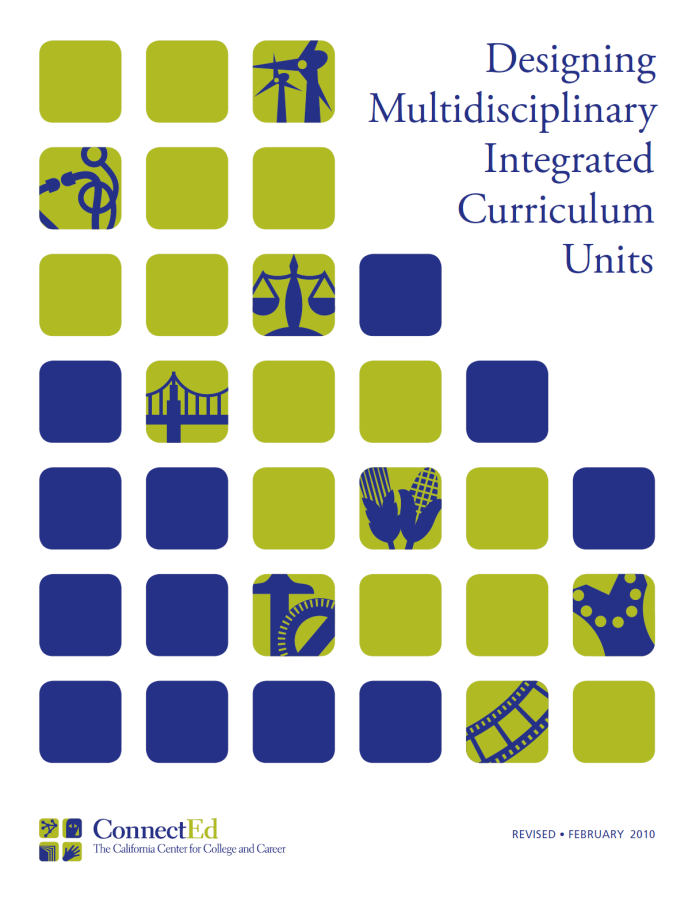 Designing
Multidisciplinary
Integrated
Curriculum
Units
ConnectEd
The California Center for College and Career
REVISED • FEBRUARY 2010